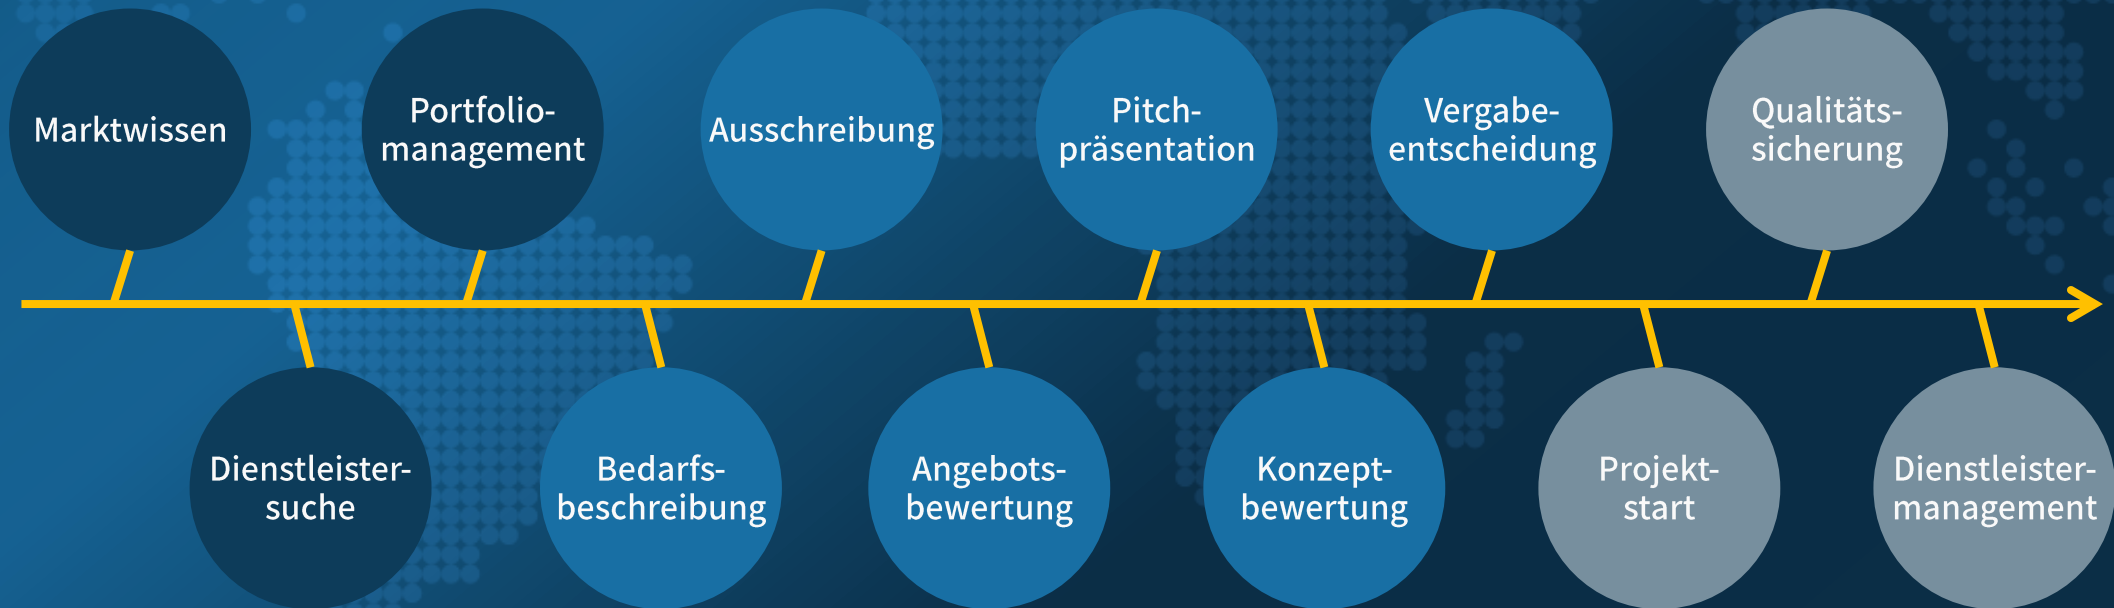 Marktwissen
Portfolio-
management
Ausschreibung
Pitch-
präsentation
Vergabe-
entscheidung
Qualitäts-
sicherung
Dienstleister-
suche
Bedarfs-
beschreibung
Angebots-
bewertung
Konzept-
bewertung
Projekt-
start
Dienstleister-
management